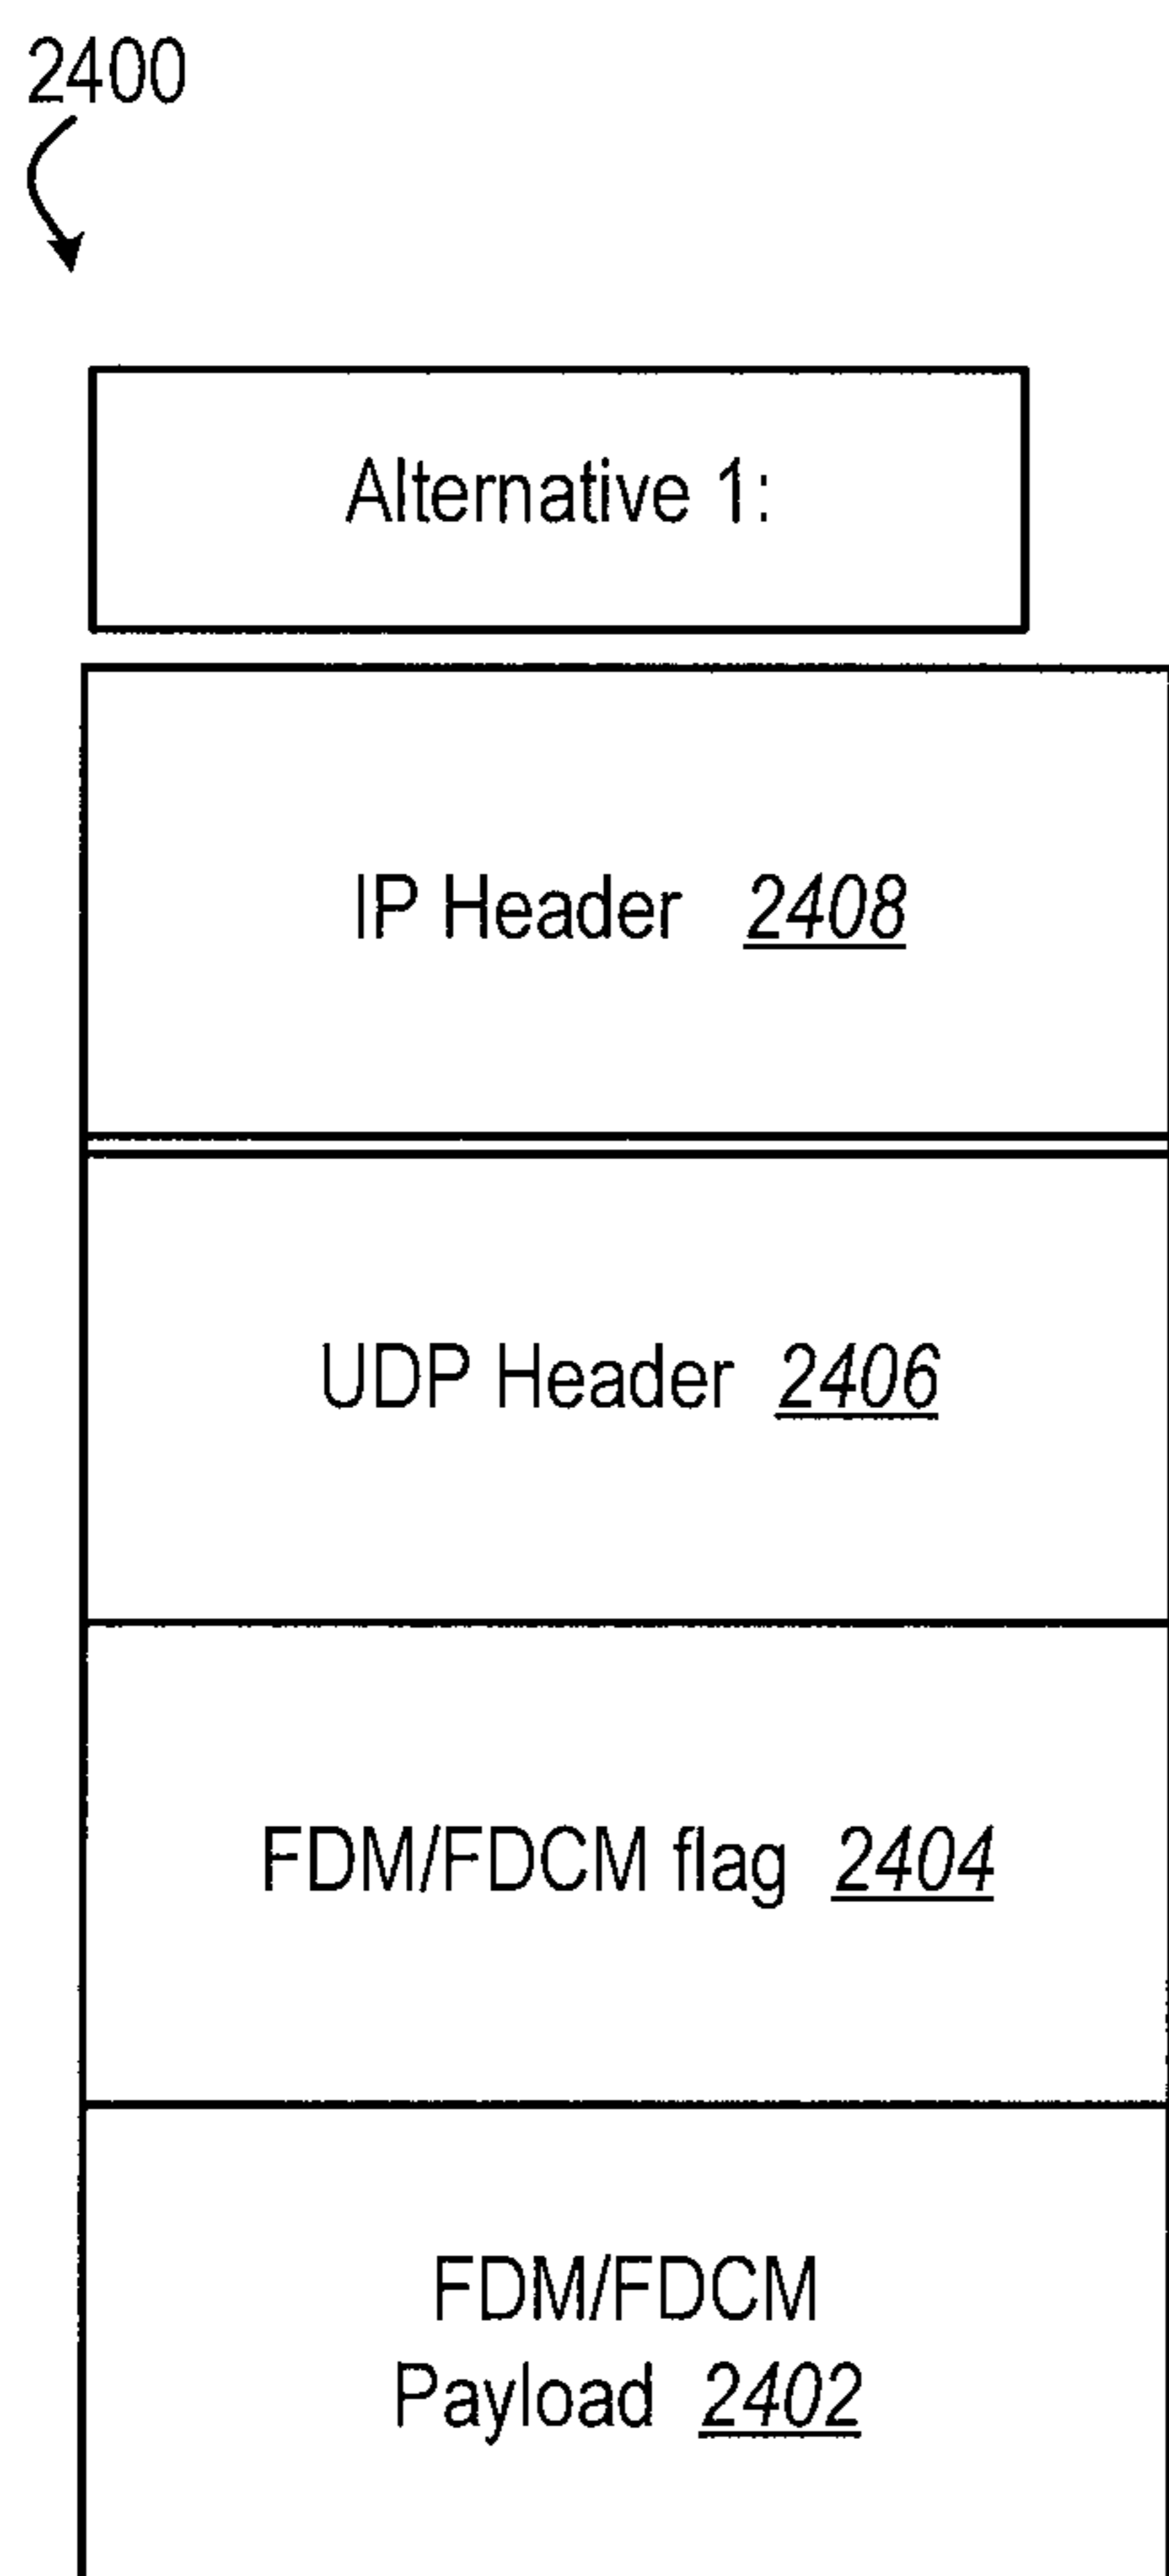 2400
Alternative 1:
IP Header 2408
UDP Header 2406
FDM/FDCM flag 2404
FDM/FDCM
Payload 2402